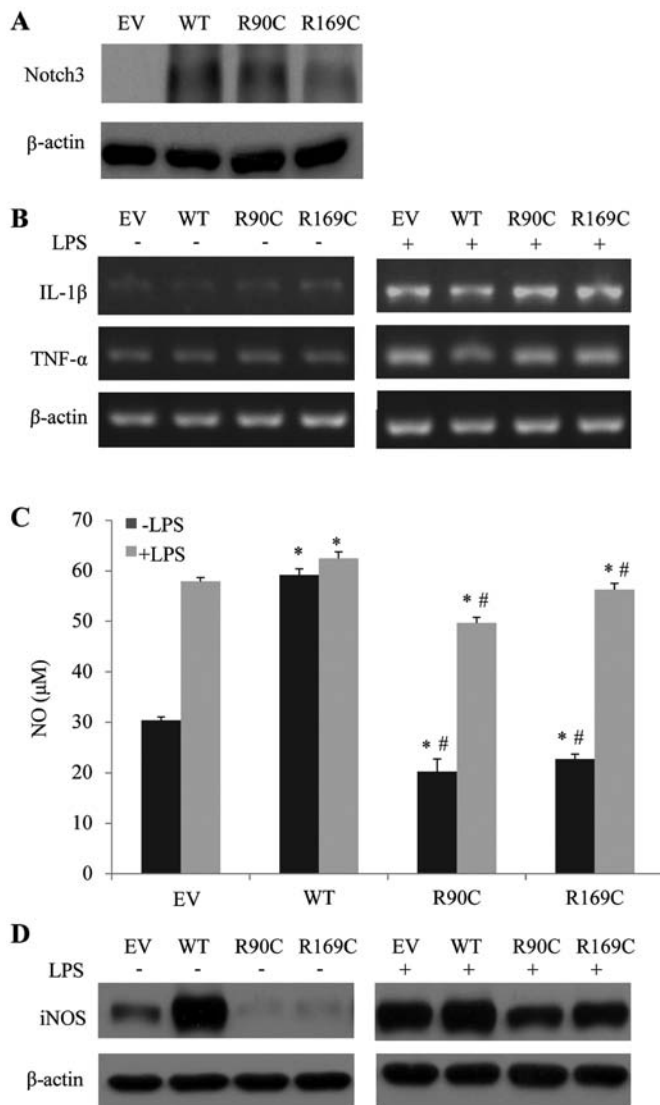 A
EV WT R90C R169C
Notch3
β-actin
B
EV WT R90C R169C EV WT R90C R169C
LPS - - - - + + + +
IL-1β
TNF-α
β-actin
C
70
-LPS
+LPS
60
50
40
30
20
10
0
NO (μM)
* *
* # * #
* # * #
EV WT R90C R169C
D
EV WT R90C R169C EV WT R90C R169C
LPS - - - - + + + +
iNOS
β-actin